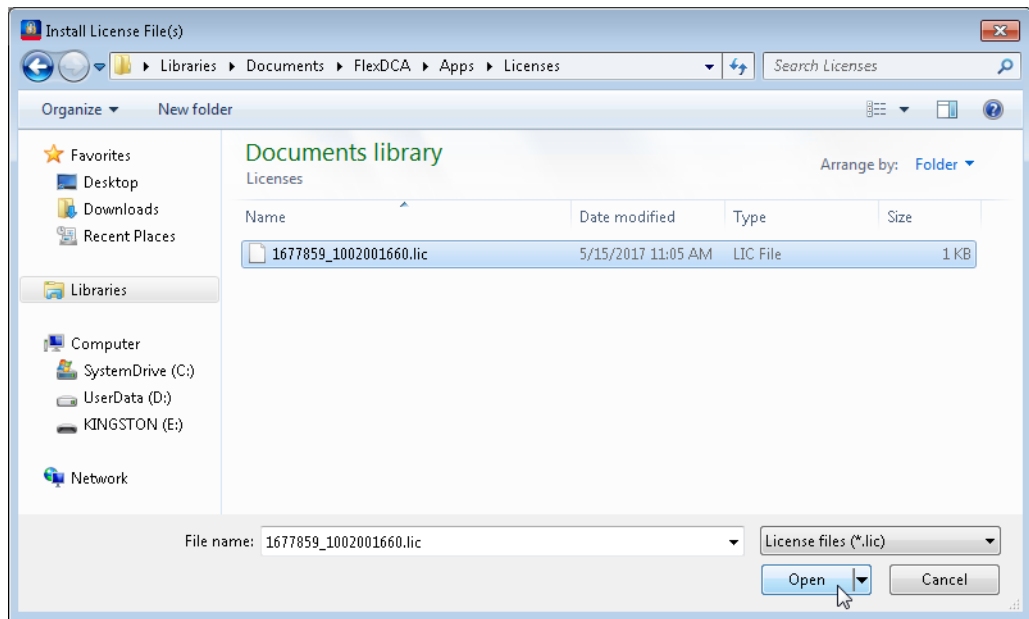 Install License File(s)
Libraries Documents FlexDCA Apps Licenses
Search Licenses
Organize New folder
Favorites
Desktop
Downloads
Recent Places
Libraries
Computer
SystemDrive (C:)
UserData (D:)
KINGSTON (E:)
Network
Documents library
Licenses
Arrange by: Folder
Name Date modified Type Size
1677859_1002001660.lic 5/15/2017 11:05 AM LIC File 1 KB
File name: 1677859_1002001660.lic License files (*.lic)
Open Cancel